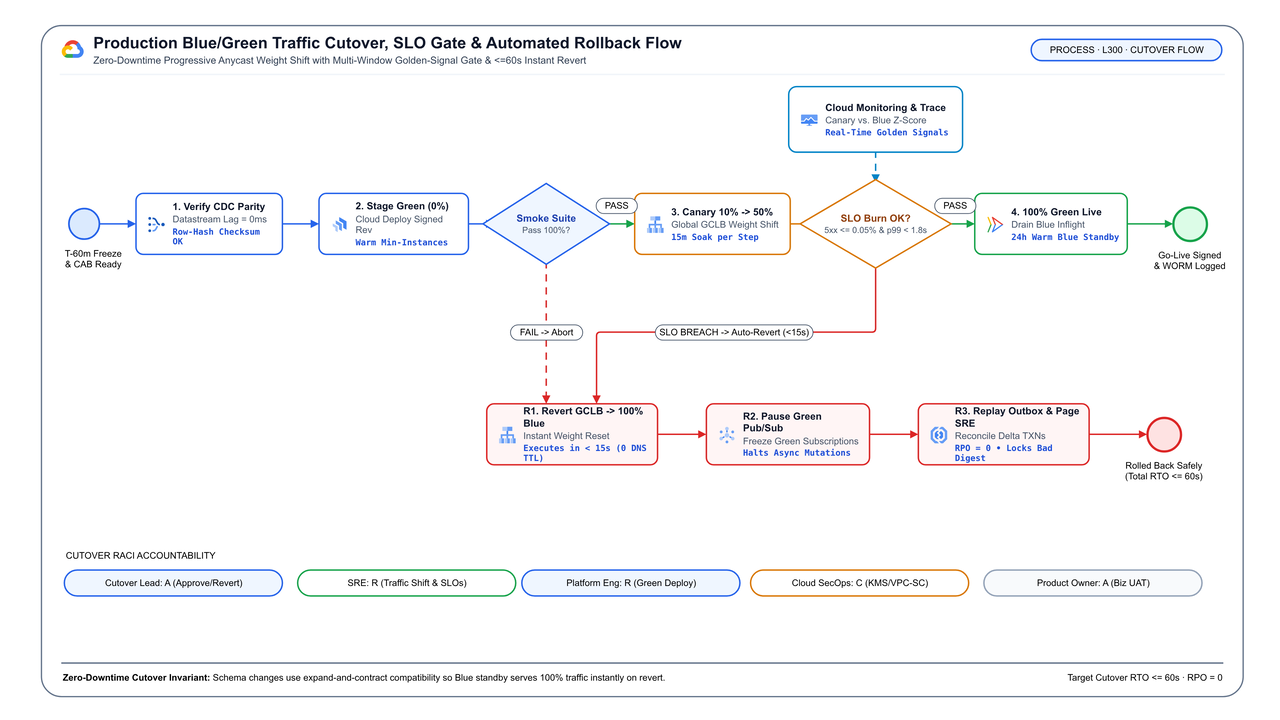 Production Blue/Green Traffic Cutover, SLO Gate & Automated Rollback Flow
Zero-Downtime Progressive Anycast Weight Shift with Multi-Window Golden-Signal Gate & <=60s Instant Revert
PROCESS · L300 · CUTOVER FLOW
Cloud Monitoring & Trace
Canary vs. Blue Z-Score
Real-Time Golden Signals
T-60m Freeze
& CAB Ready
1. Verify CDC Parity
Datastream Lag = 0ms
Row-Hash Checksum
OK
2. Stage Green (0%)
Cloud Deploy Signed
Rev
Warm Min-Instances
Smoke Suite
Pass 100%?
PASS
3. Canary 10% -> 50%
Global GCLB Weight Shift
15m Soak per Step
SLO Burn OK?
5xx <= 0.05% & p99 < 1.8s
PASS
4. 100% Green Live
Drain Blue Inflight
24h Warm Blue Standby
Go-Live Signed
& WORM Logged
FAIL -> Abort
SLO BREACH -> Auto-Revert (<15s)
R1. Revert GCLB -> 100%
Blue
Instant Weight Reset
Executes in < 15s (0 DNS
TTL)
R2. Pause Green
Pub/Sub
Freeze Green Subscriptions
Halts Async Mutations
R3. Replay Outbox & Page
SRE
Reconcile Delta TXNs
RPO = 0 • Locks Bad
Digest
Rolled Back Safely
(Total RTO <= 60s)
CUTOVER RACI ACCOUNTABILITY
Cutover Lead: A (Approve/Revert)
SRE: R (Traffic Shift & SLOs)
Platform Eng: R (Green Deploy)
Cloud SecOps: C (KMS/VPC-SC)
Product Owner: A (Biz UAT)
Zero-Downtime Cutover Invariant: Schema changes use expand-and-contract compatibility so Blue standby serves 100% traffic instantly on revert.
Target Cutover RTO <= 60s · RPO = 0